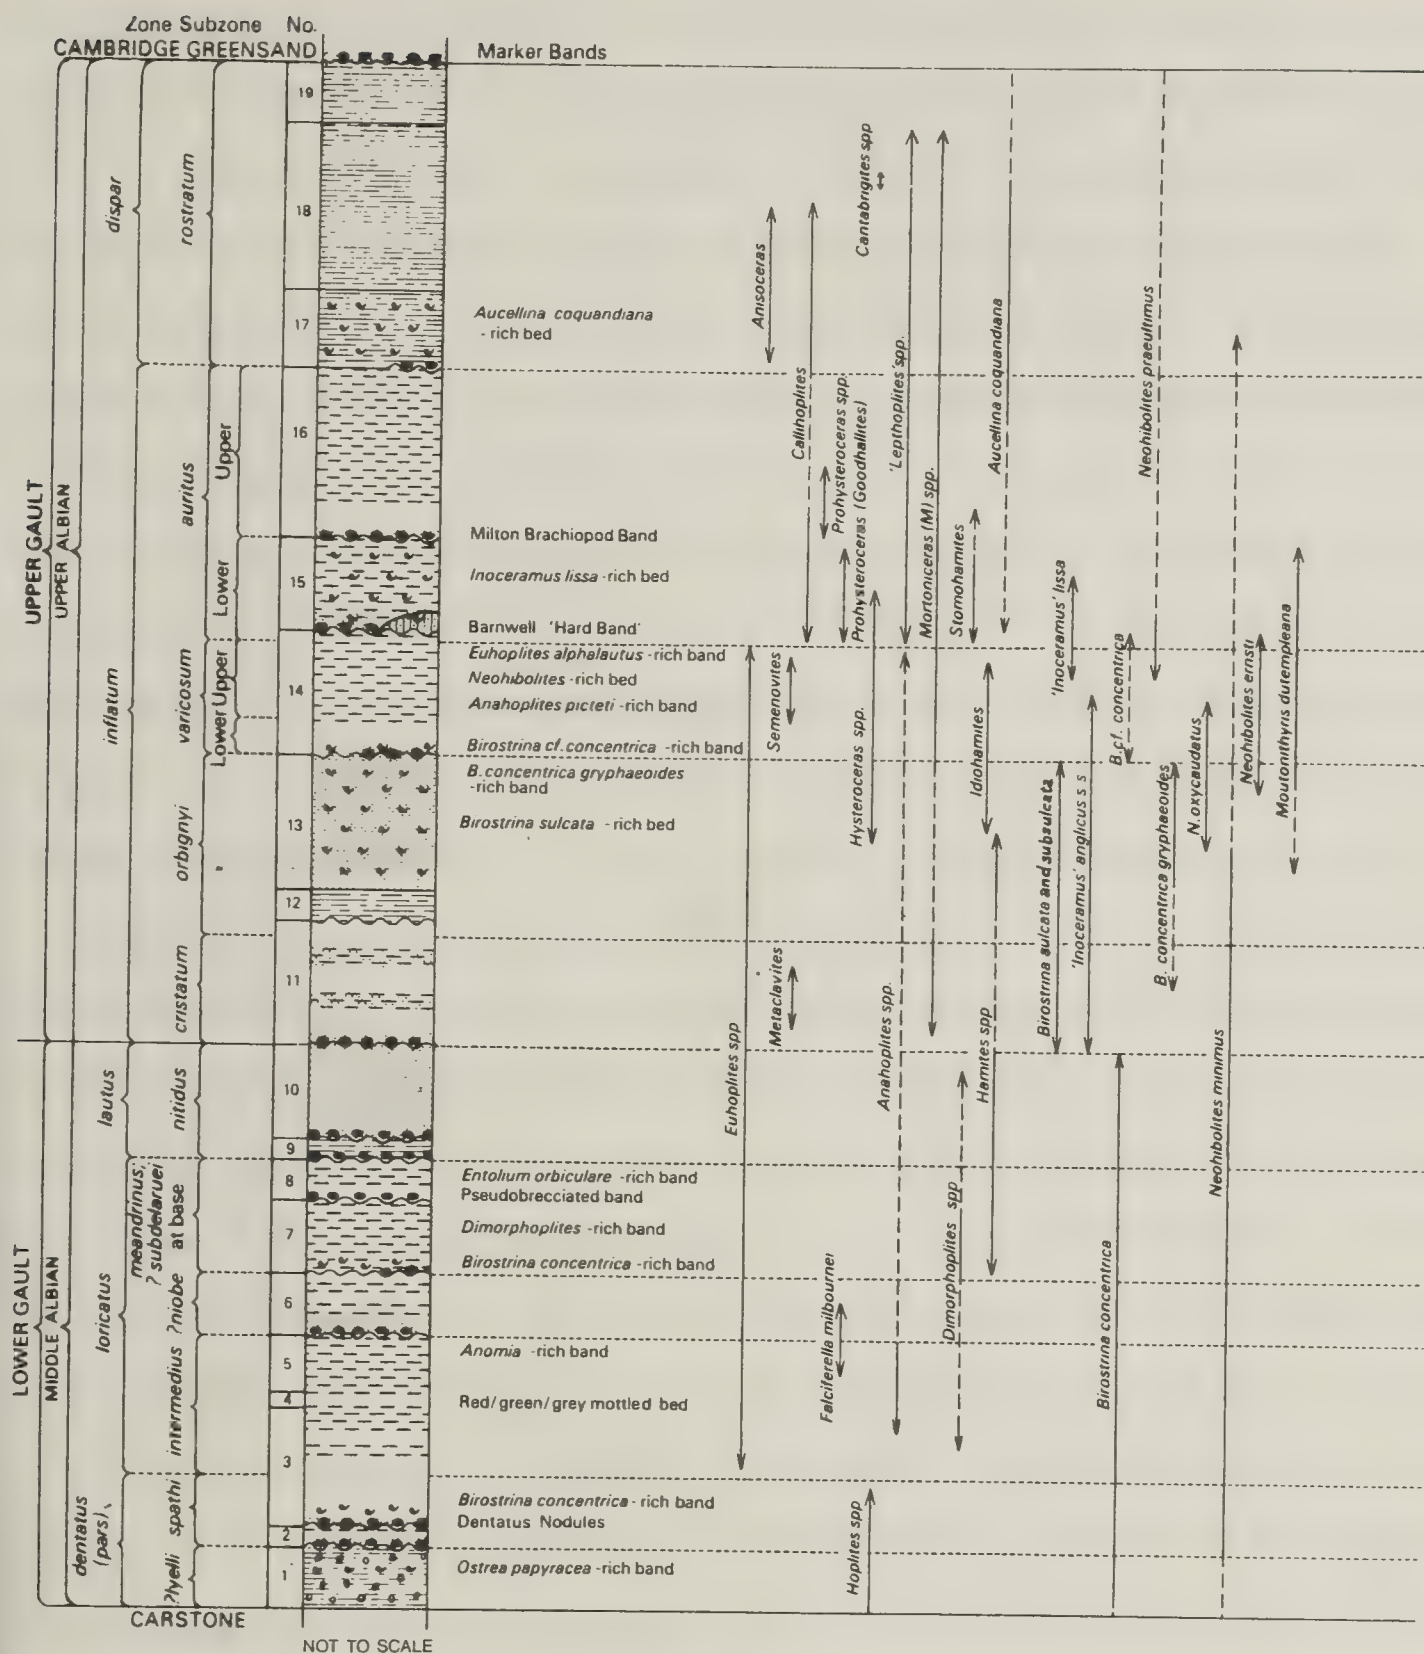 Zone Subzone No.
CAMBRIDGE GREENSAND
Marker Bands
UPPER GAULT
UPPER ALBIAN
LOWER GAULT
MIDDLE ALBIAN
dispar
inflatum
lautus
loricatus
dentatus
(pars)
rostratum
auritus
varicosum
orbignyi
cristatum
nitidus
meandrinus,
? subdelaruei
at base
?niobe
intermedius
spathi
?lyelli
Upper
Lower
Upper
Lower
19
18
17
16
15
14
13
12
11
10
9
8
7
6
5
4
3
2
1
Aucellina coquandiana
- rich bed
Milton Brachiopod Band
Inoceramus lissa -rich bed
Barnwell 'Hard Band'
Euhoplites alphalautus -rich band
Neohibolites -rich bed
Anahoplites picteti -rich band
Birostrina cf. concentrica -rich band
B. concentrica gryphaeoides
-rich band
Birostrina sulcata -rich bed
Entolium orbiculare -rich band
Pseudobrecciated band
Dimorphoplites -rich band
Birostrina concentrica -rich band
Anomia -rich band
Red/green/grey mottled bed
Birostrina concentrica - rich band
Dentatus Nodules
Ostrea papyracea -rich band
Euhoplites spp
Anisoceras
Semenovites
Metaclavites
Callihoplites
Prohysteroceras spp.
Falciferella milbournei
Prohysteroceras (Goodhallites)
Cantabrigites spp
Hysteroceras spp.
Hoplites spp
'Lepthoplites' spp.
Anahoplites spp.
Mortoniceras (M) spp.
Stomohamites
Dimorphoplites spp
Idiohamites
Hamites spp
Aucellina coquandiana
'Inoceramus' lissa
Birostrina sulcata and subsulcata
'Inoceramus' anglicus s s
B. cf. concentrica
Birostrina concentrica
Neohibolites praeultimus
B. concentrica gryphaeoides
N. oxycaudatus
Neohibolites minimus
Neohibolites ernsti
Moutonithyris dutempleana
CARSTONE
NOT TO SCALE